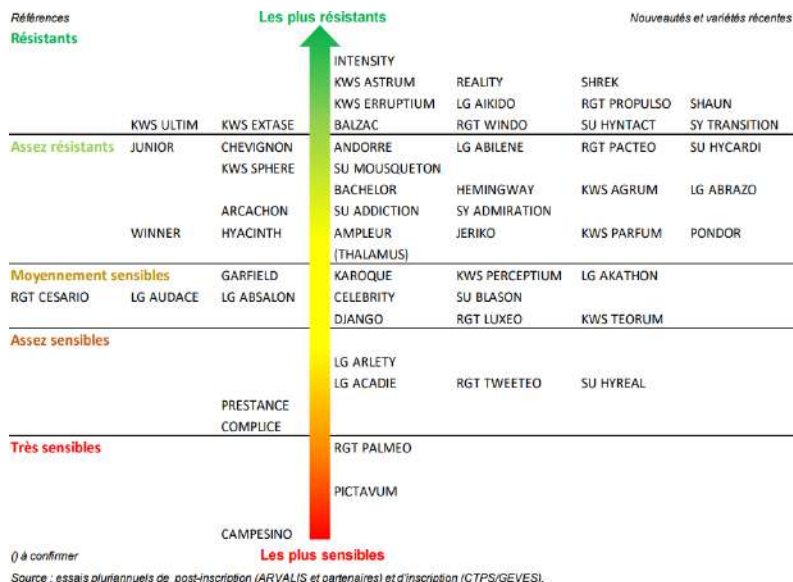 Références Les plus résistants Nouveautés et variétés récentes
Résistants
INTENSITY
KWS ASTRUM REALITY SHREK
KWS ERRUPTIUM LG AIKIDO RGT PROPULSO SHAUN
KWS ULTIM KWS EXTASE BALZAC RGT WINDO SU HYNTACT SY TRANSITION
Assez résistants JUNIOR CHEVIGNON ANDORRE LG ABILENE RGT PACTEO SU HYCARDI
KWS SPHERE SU MOUSQUETON
BACHELOR HEMINGWAY KWS AGRUM LG ABRAZO
ARCACHON SU ADDICTION SY ADMIRATION
WINNER HYACINTH AMPLEUR JERIKO KWS PARFUM PONDOR
(THALAMUS)
Moyennement sensibles GARFIELD KAROQUE KWS PERCEPTIUM LG AKATHON
RGT CESARIO LG AUDACE LG ABSALON CELEBRITY SU BLASON
DJANGO RGT LUXEO KWS TEORUM
Assez sensibles
LG ARLETY
LG ACADIE RGT TWEETEO SU HYREAL
PRESTANCE
COMPLICE
Très sensibles RGT PALMEO
PICTAVUM
CAMPESINO
() à confirmer Les plus sensibles
Source : essais pluriannuels de post-inscription (ARVALIS et partenaires) et d'inscription (CTPS/GEVES).